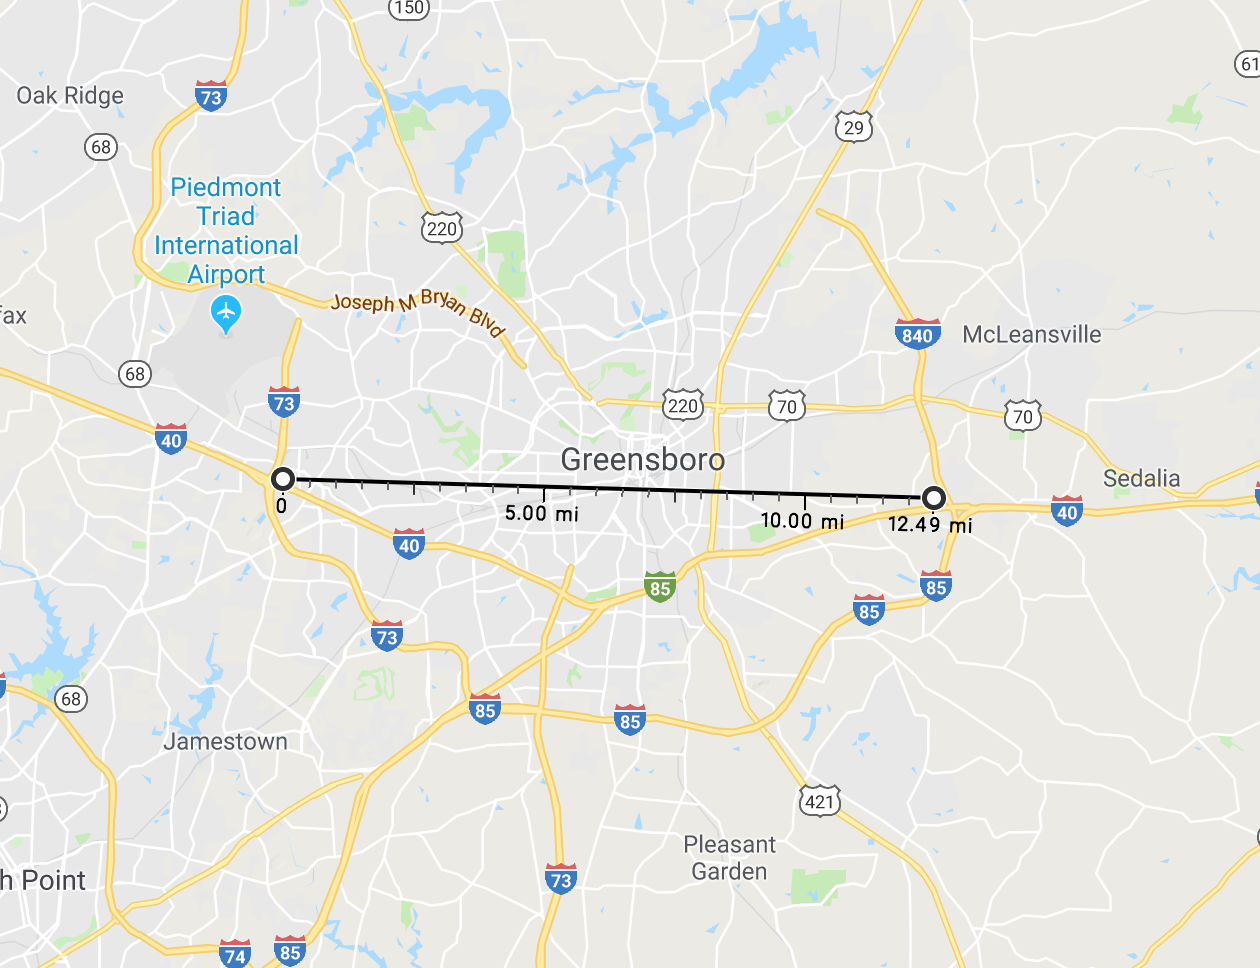 150
Oak Ridge
73
61
29
68
Piedmont
Triad
International
Airport
220
Joseph M Bryan Blvd
fax
840
McLeansville
68
73
220
70
70
40
Greensboro
Sedalia
0
5.00 mi
10.00 mi
12.49 mi
40
40
85
85
85
73
68
85
85
Jamestown
421
Pleasant
Garden
h Point
73
74
85